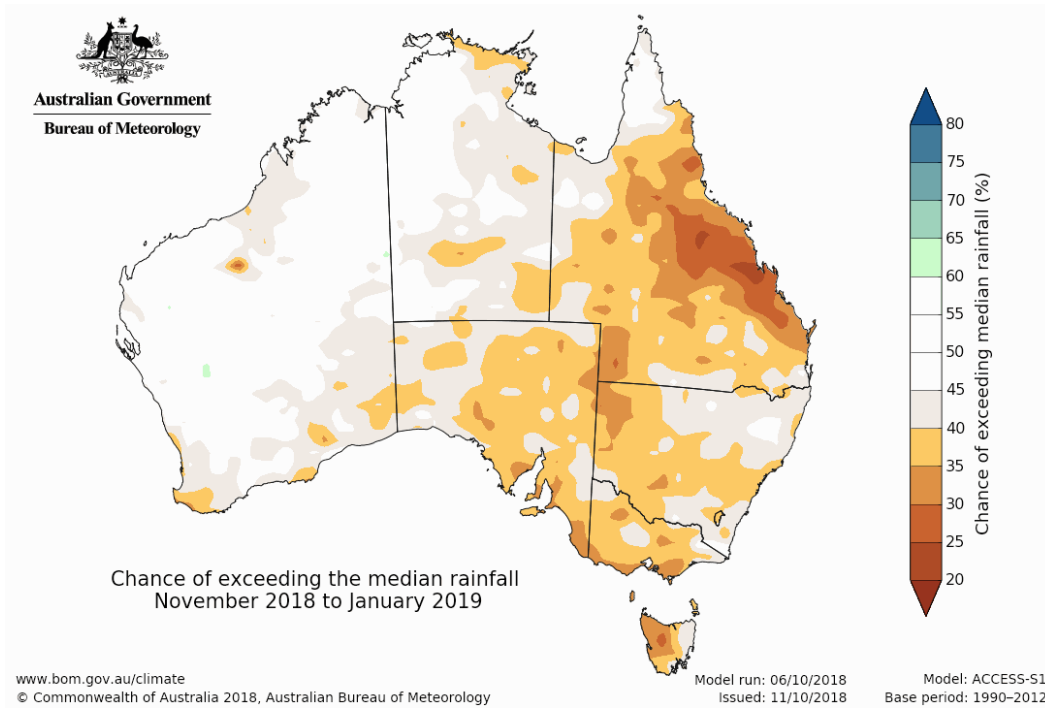 Australian Government
Bureau of Meteorology
80
75
70
65
60
55
50
45
40
35
30
25
20
Chance of exceeding median rainfall (%)
Chance of exceeding the median rainfall
November 2018 to January 2019
www.bom.gov.au/climate
© Commonwealth of Australia 2018, Australian Bureau of Meteorology
Model run: 06/10/2018
Issued: 11/10/2018
Model: ACCESS-S1
Base period: 1990–2012